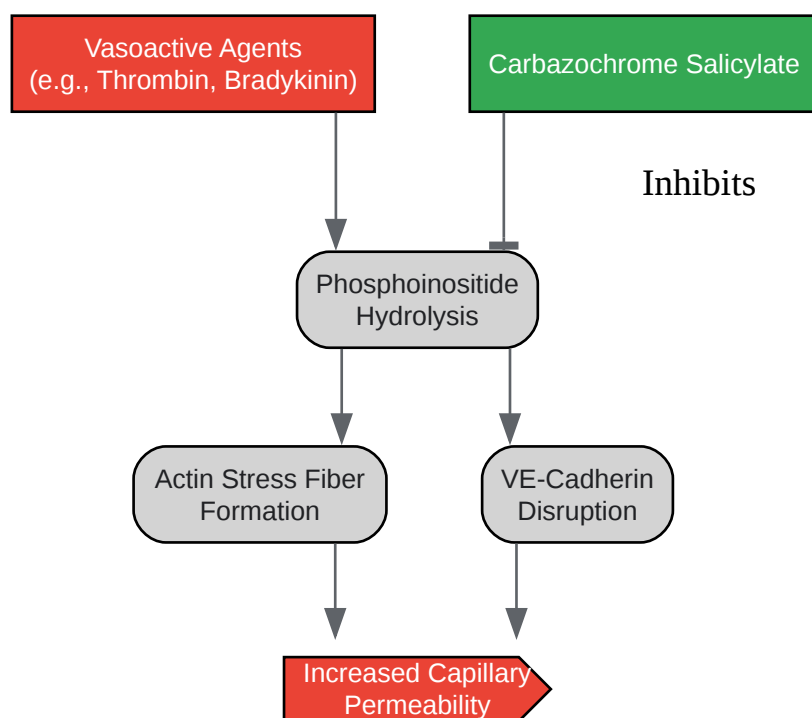 Vasoactive Agents
(e.g., Thrombin, Bradykinin)
Carbazochrome Salicylate
Inhibits
Phosphoinositide
Hydrolysis
Actin Stress Fiber
Formation
VE-Cadherin
Disruption
Increased Capillary
Permeability